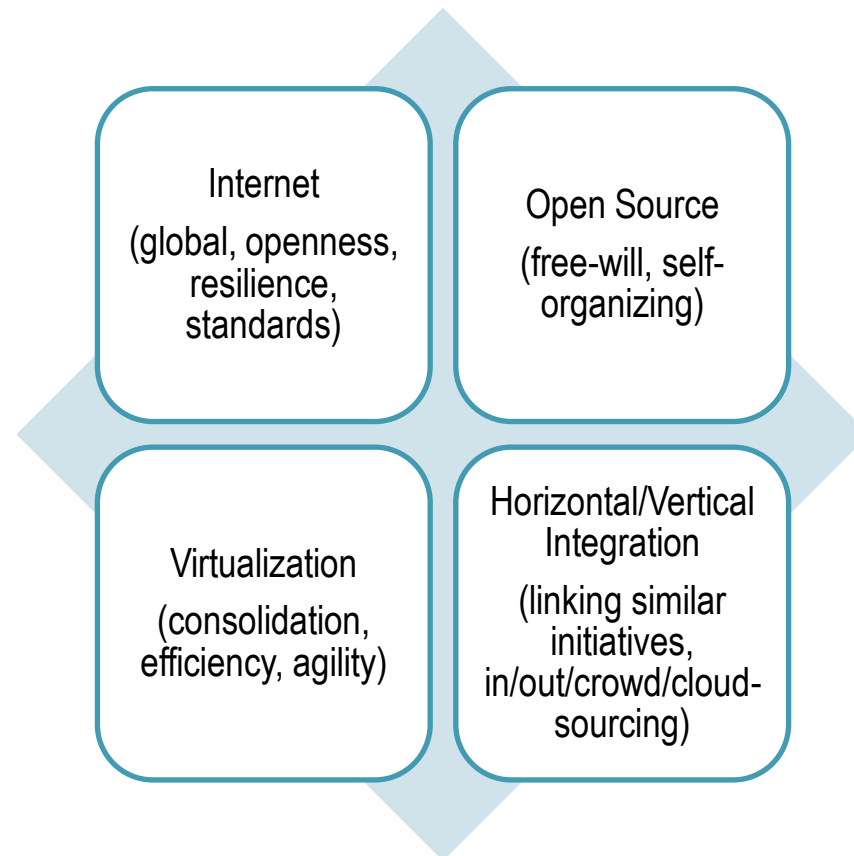 Internet
(global, openness,
resilience,
standards)
Open Source
(free-will, self-
organizing)
Virtualization
(consolidation,
efficiency, agility)
Horizontal/Vertical
Integration
(linking similar
initiatives,
in/out/crowd/cloud-
sourcing)